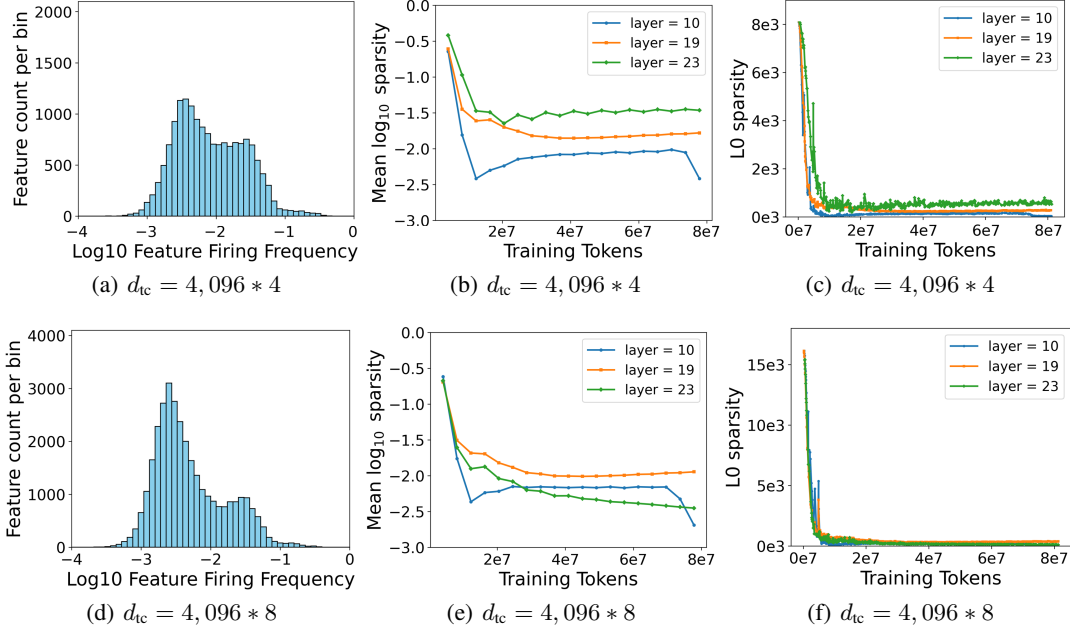 2000
1500
1000
500
0
Feature count per bin
−4 −3 −2 −1 0
Log10 Feature Firing Frequency
(a) d_tc = 4, 096 ∗ 4
0.0
−0.5
−1.0
−1.5
−2.0
−2.5
−3.0
Mean log₁₀ sparsity
layer = 10
layer = 19
layer = 23
2e7 4e7 6e7 8e7
Training Tokens
(b) d_tc = 4, 096 ∗ 4
8e3
6e3
4e3
2e3
0e3
L0 sparsity
layer = 10
layer = 19
layer = 23
0e7 2e7 4e7 6e7 8e7
Training Tokens
(c) d_tc = 4, 096 ∗ 4
4000
3000
2000
1000
0
Feature count per bin
−4 −3 −2 −1 0
Log10 Feature Firing Frequency
(d) d_tc = 4, 096 ∗ 8
0.0
−0.5
−1.0
−1.5
−2.0
−2.5
−3.0
Mean log₁₀ sparsity
layer = 10
layer = 19
layer = 23
2e7 4e7 6e7 8e7
Training Tokens
(e) d_tc = 4, 096 ∗ 8
15e3
10e3
5e3
0e3
L0 sparsity
layer = 10
layer = 19
layer = 23
0e7 2e7 4e7 6e7 8e7
Training Tokens
(f) d_tc = 4, 096 ∗ 8